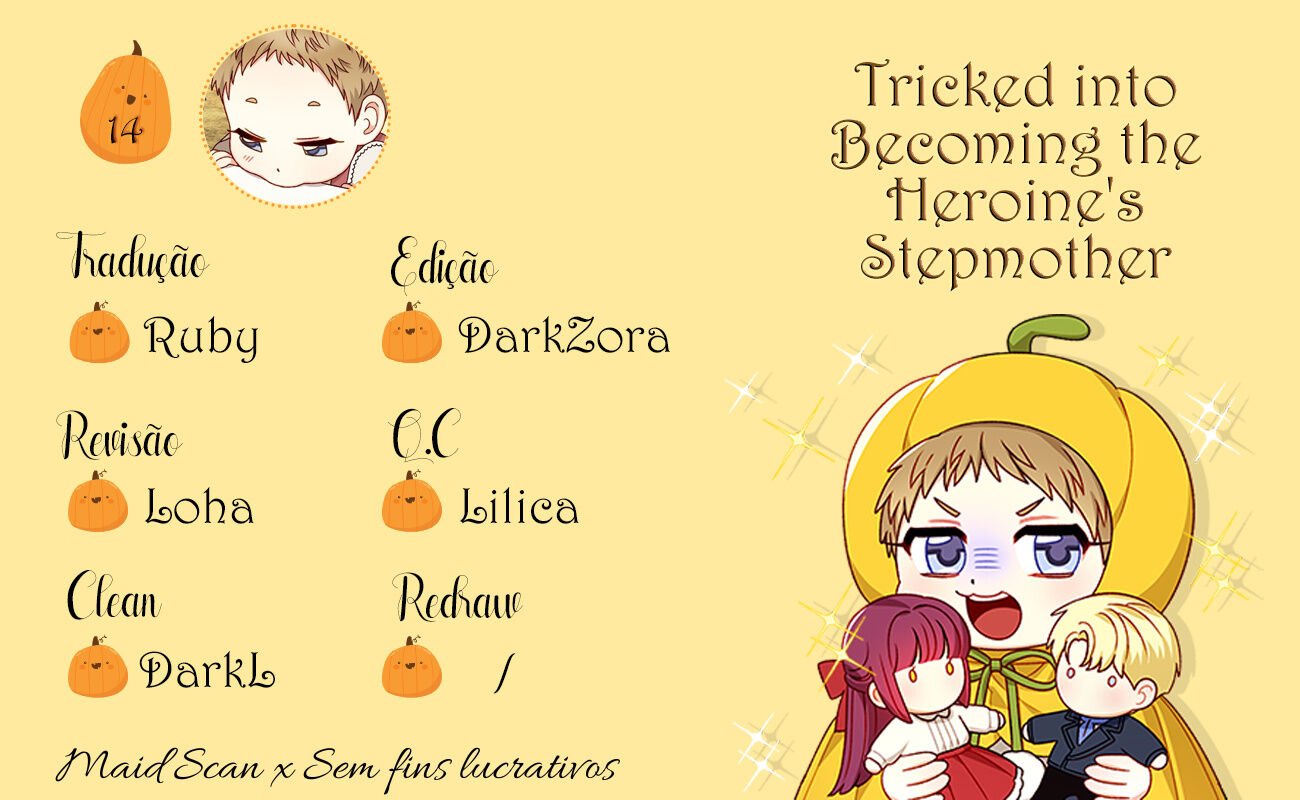 14
Tricked into
Becoming the
Heroine's
Stepmother
Tradução
Ruby
Edição
DarkZora
Revisão
Loha
Q.C
Lilica
Clean
DarkL
Redraw
/
Maid Scan x Sem fins lucrativos